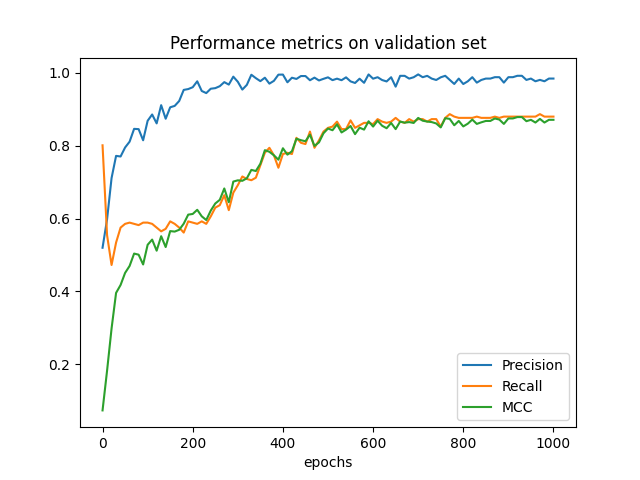 Performance metrics on validation set
1.0
0.8
0.6
0.4
0.2
Precision
Recall
MCC
0 200 400 600 800 1000
epochs